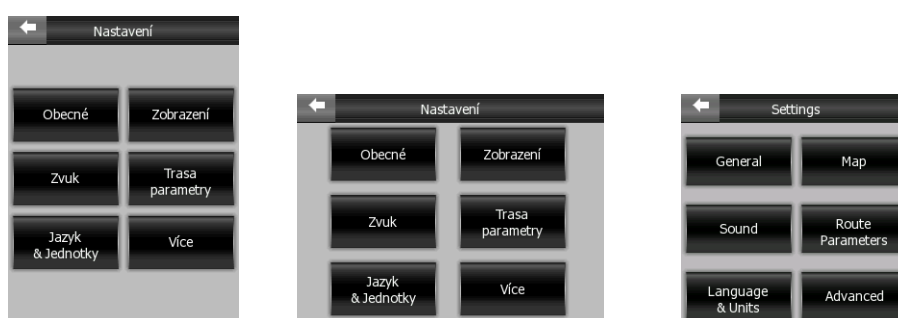 Nastavení
Obecné
Zobrazení
Zvuk
Trasa
parametry
Jazyk
& Jednotky
Více
Nastavení
Obecné
Zobrazení
Zvuk
Trasa
parametry
Jazyk
& Jednotky
Více
Settings
General
Map
Sound
Route
Parameters
Language
& Units
Advanced